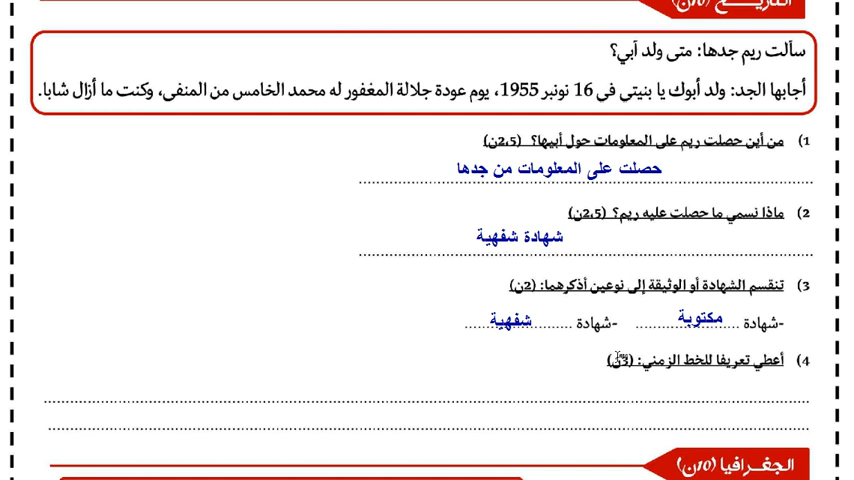 التاريخ (10ن)
سألت ريم جدها: متى ولد أبي؟
أجابها الجد: ولد أبوك يا بنيتي في 16 نونبر 1955، يوم عودة جلالة المغفور له محمد الخامس من المنفى، وكنت ما أزال شابا.
1) من أين حصلت ريم على المعلومات حول أبيها؟ (2،5ن)
حصلت على المعلومات من جدها
2) ماذا نسمي ما حصلت عليه ريم؟ (2،5ن)
شهادة شفهية
3) تنقسم الشهادة أو الوثيقة إلى نوعين أذكرهما: (2ن)
-شهادة مكتوبة -شهادة شفهية
4) أعطي تعريفا للخط الزمني: (3ن)
الجغرافيا (10ن)